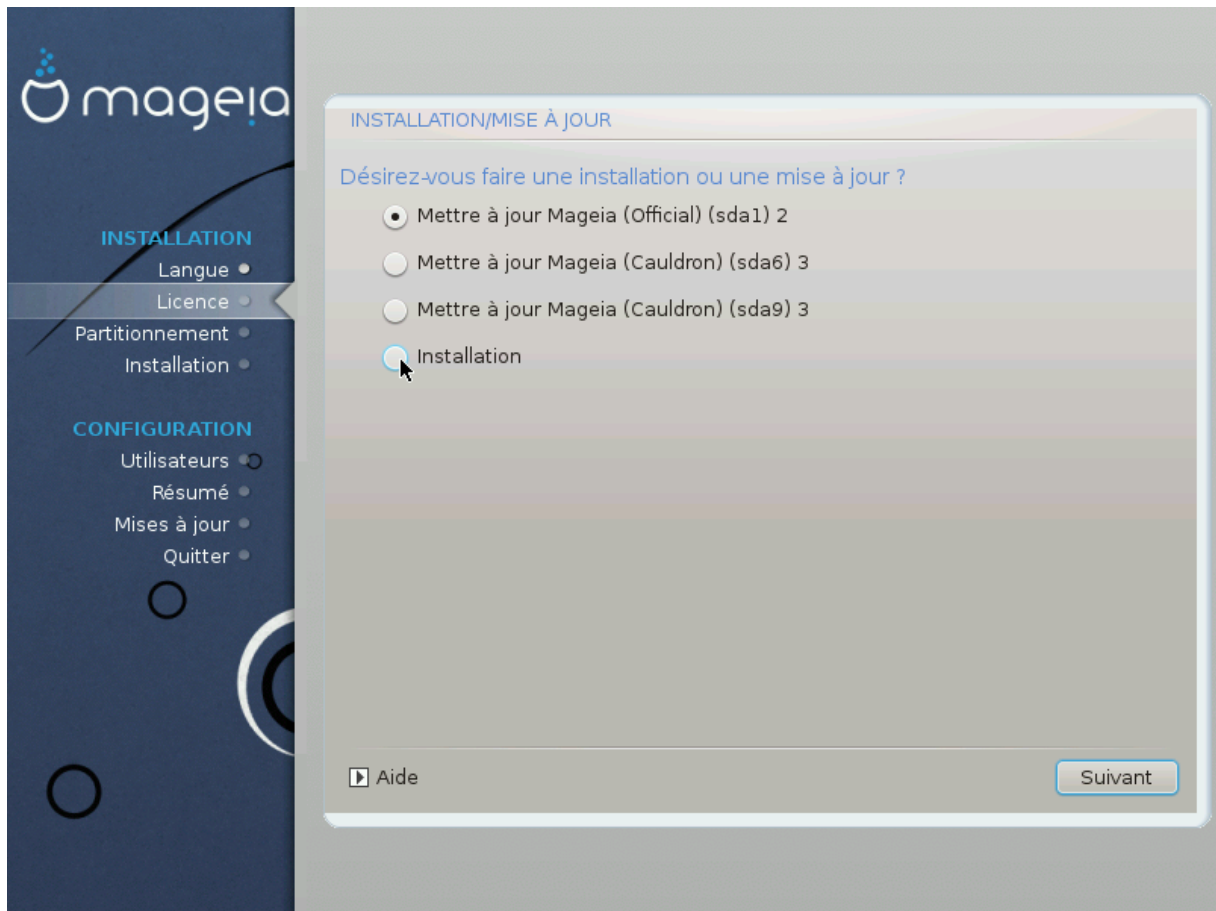 mageia
INSTALLATION
Langue
Licence
Partitionnement
Installation
CONFIGURATION
Utilisateurs
Résumé
Mises à jour
Quitter
INSTALLATION/MISE À JOUR
Désirez-vous faire une installation ou une mise à jour ?
Mettre à jour Mageia (Official) (sda1) 2
Mettre à jour Mageia (Cauldron) (sda6) 3
Mettre à jour Mageia (Cauldron) (sda9) 3
Installation
Aide
Suivant